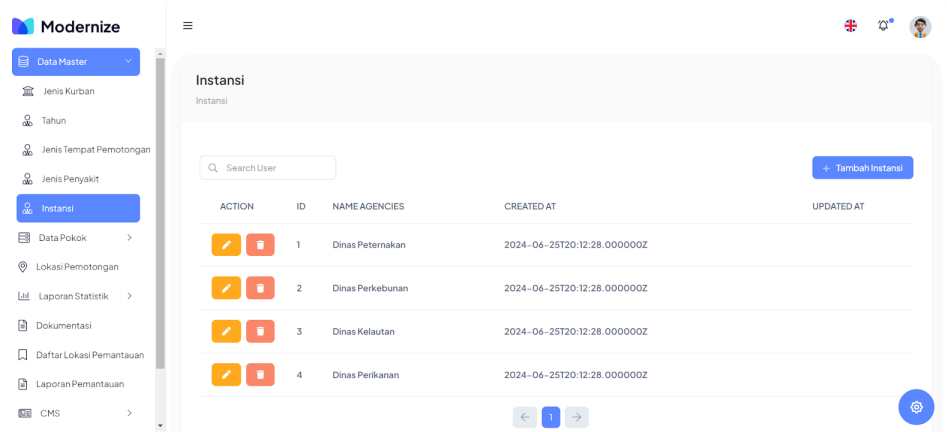 Modernize
Data Master
Jenis Kurban
Tahun
Jenis Tempat Pemotongan
Jenis Penyakit
Instansi
Data Pokok
Lokasi Pemotongan
Laporan Statistik
Dokumentasi
Daftar Lokasi Pemantauan
Laporan Pemantauan
CMS
Instansi
Instansi
Search User
+ Tambah Instansi
ACTION ID NAME AGENCIES CREATED AT UPDATED AT
1 Dinas Peternakan 2024-06-25T20:12:28.000000Z
2 Dinas Perkebunan 2024-06-25T20:12:28.000000Z
3 Dinas Kelautan 2024-06-25T20:12:28.000000Z
4 Dinas Perikanan 2024-06-25T20:12:28.000000Z
1